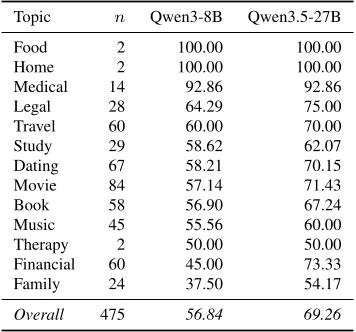 Topic n Qwen3-8B Qwen3.5-27B
Food 2 100.00 100.00
Home 2 100.00 100.00
Medical 14 92.86 92.86
Legal 28 64.29 75.00
Travel 60 60.00 70.00
Study 29 58.62 62.07
Dating 67 58.21 70.15
Movie 84 57.14 71.43
Book 58 56.90 67.24
Music 45 55.56 60.00
Therapy 2 50.00 50.00
Financial 60 45.00 73.33
Family 24 37.50 54.17
Overall 475 56.84 69.26